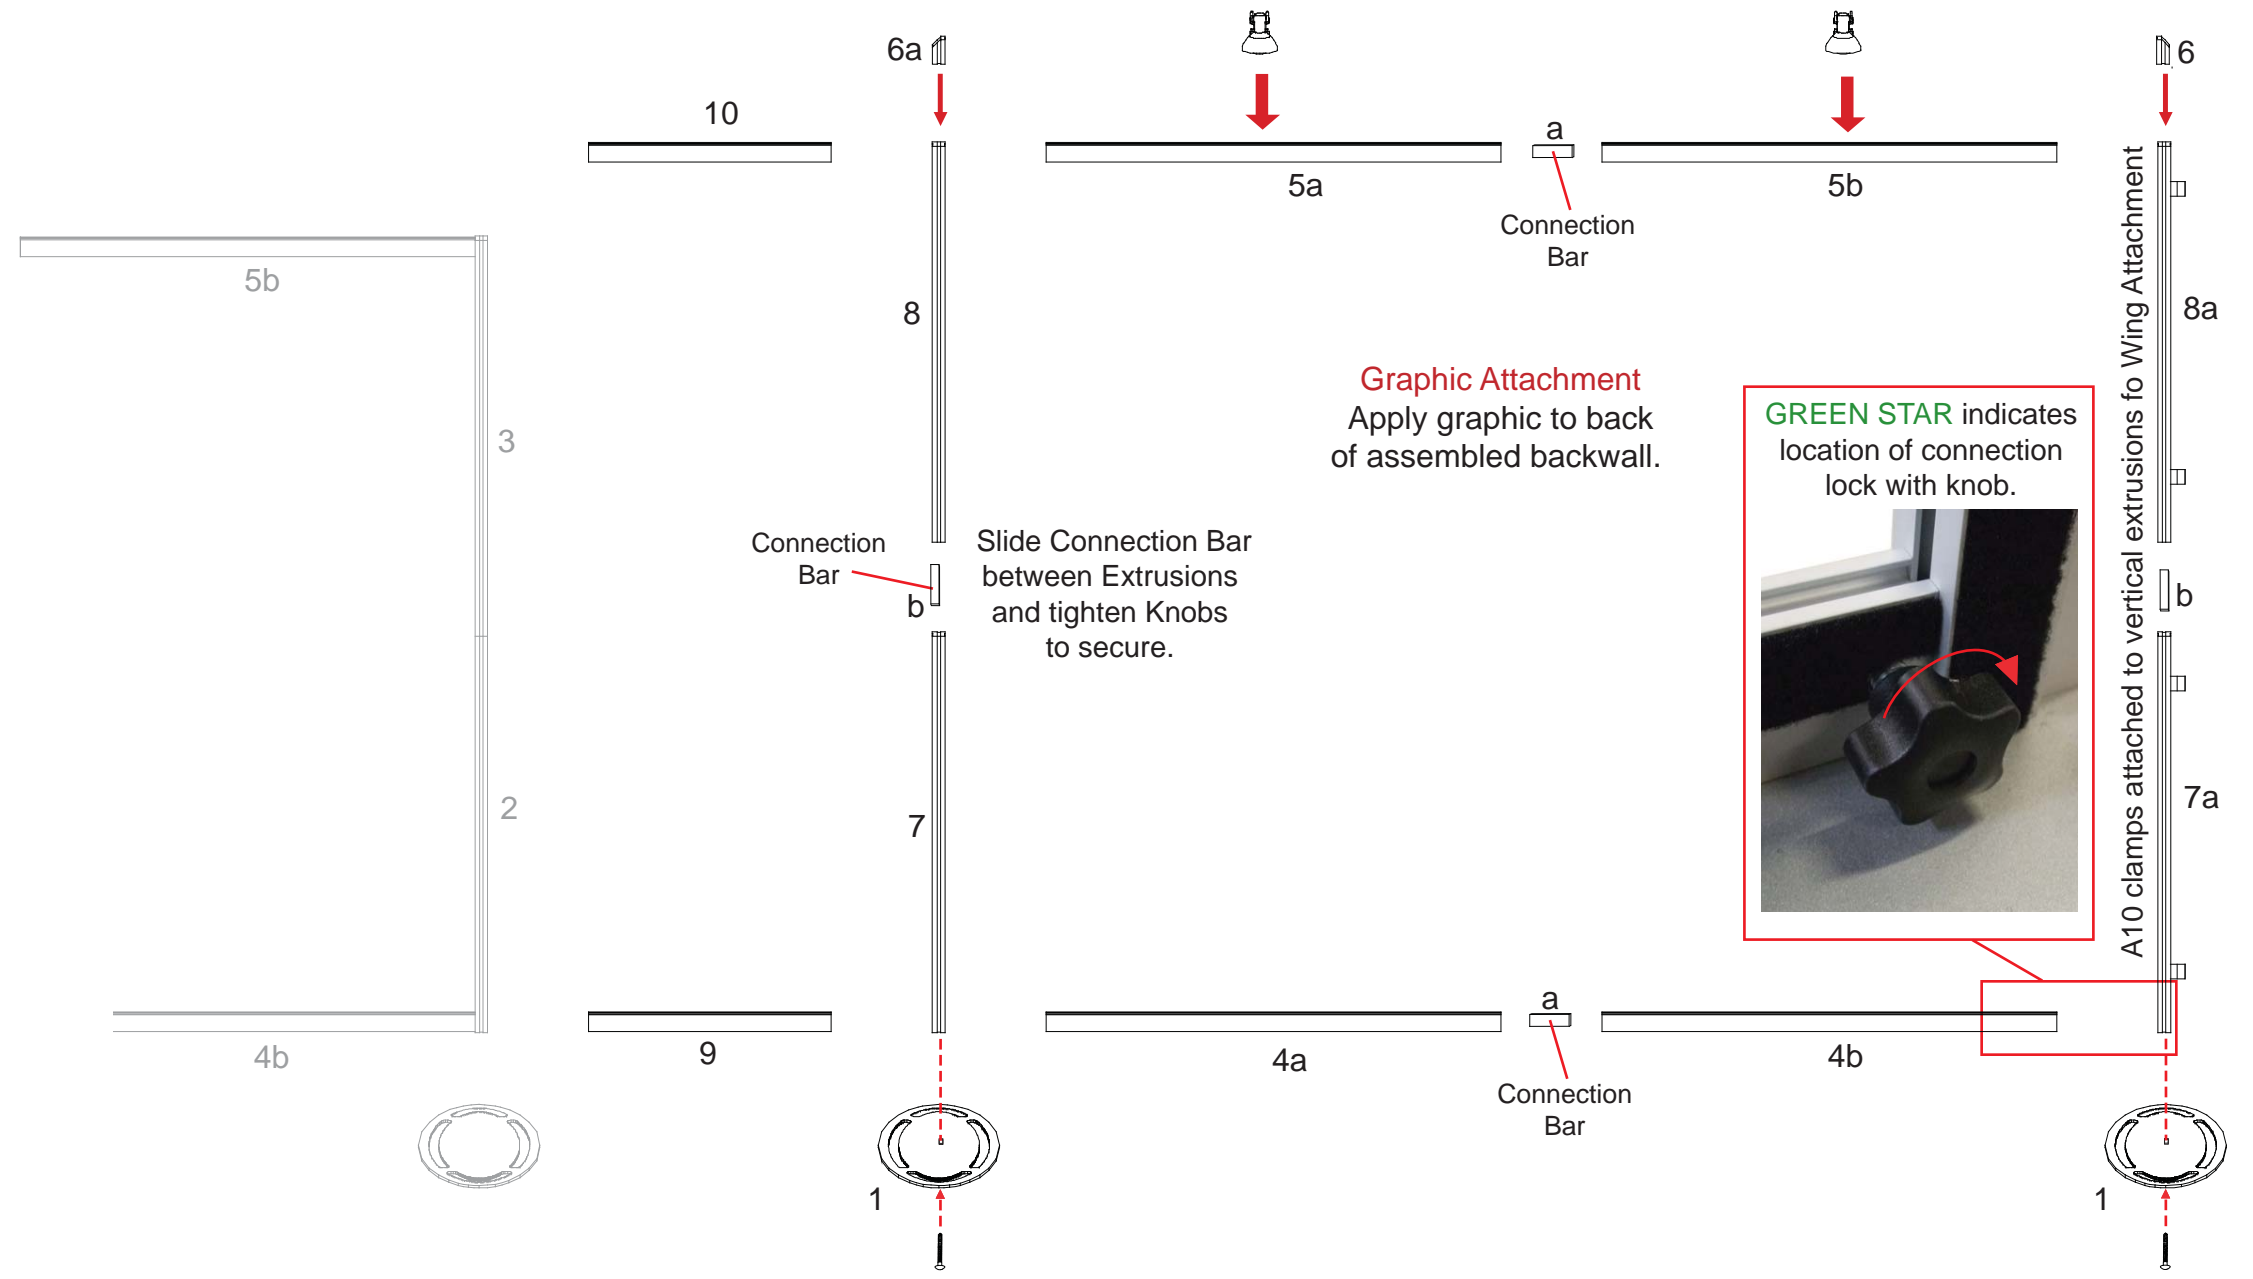 6a
6
10
a
5a
5b
Connection
Bar
5b
8
8a
A10 clamps attached to vertical extrusions fo Wing Attachment
Graphic Attachment
Apply graphic to back
of assembled backwall.
GREEN STAR indicates
location of connection
lock with knob.
3
Connection
Bar
b
Slide Connection Bar
between Extrusions
and tighten Knobs
to secure.
b
2
7
7a
a
4b
9
4a
4b
Connection
Bar
1
1